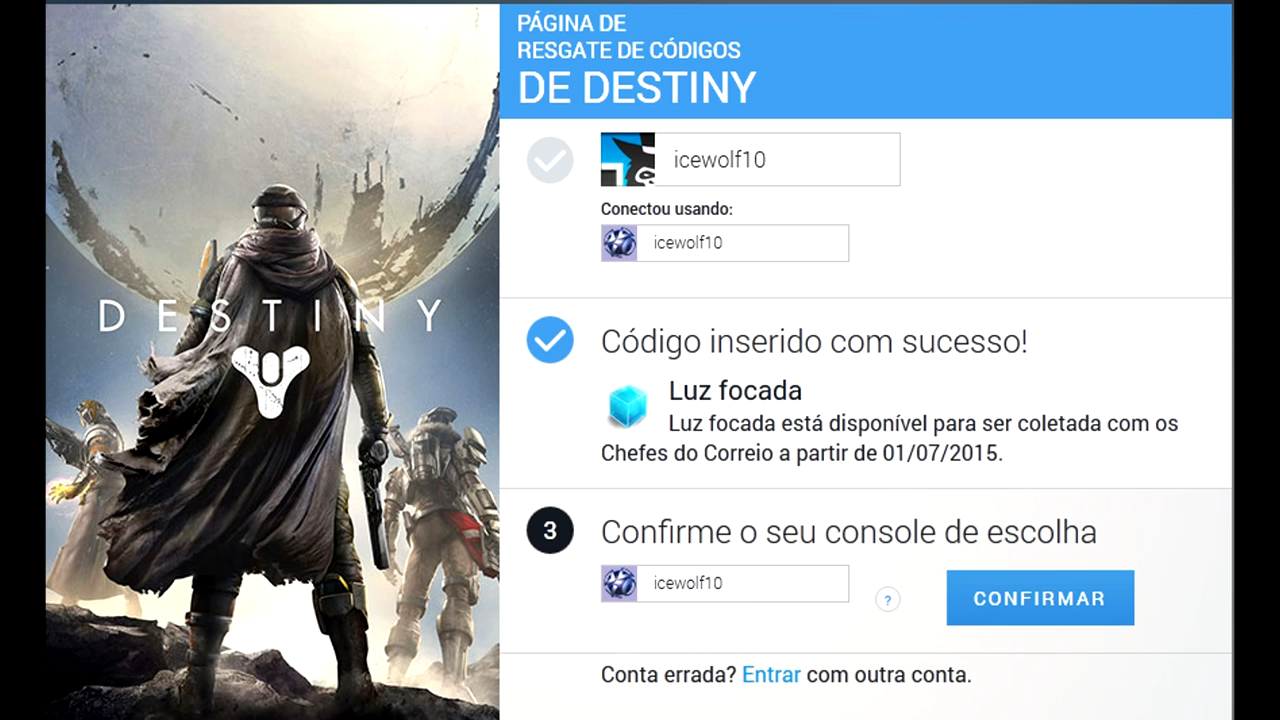 PÁGINA DE
RESGATE DE CÓDIGOS
DE DESTINY
icewolf10
Conectou usando:
icewolf10
DESTINY
Código inserido com sucesso!
Luz focada
Luz focada está disponível para ser coletada com os
Chefes do Correio a partir de 01/07/2015.
3
Confirme o seu console de escolha
icewolf10
?
CONFIRMAR
Conta errada? Entrar com outra conta.